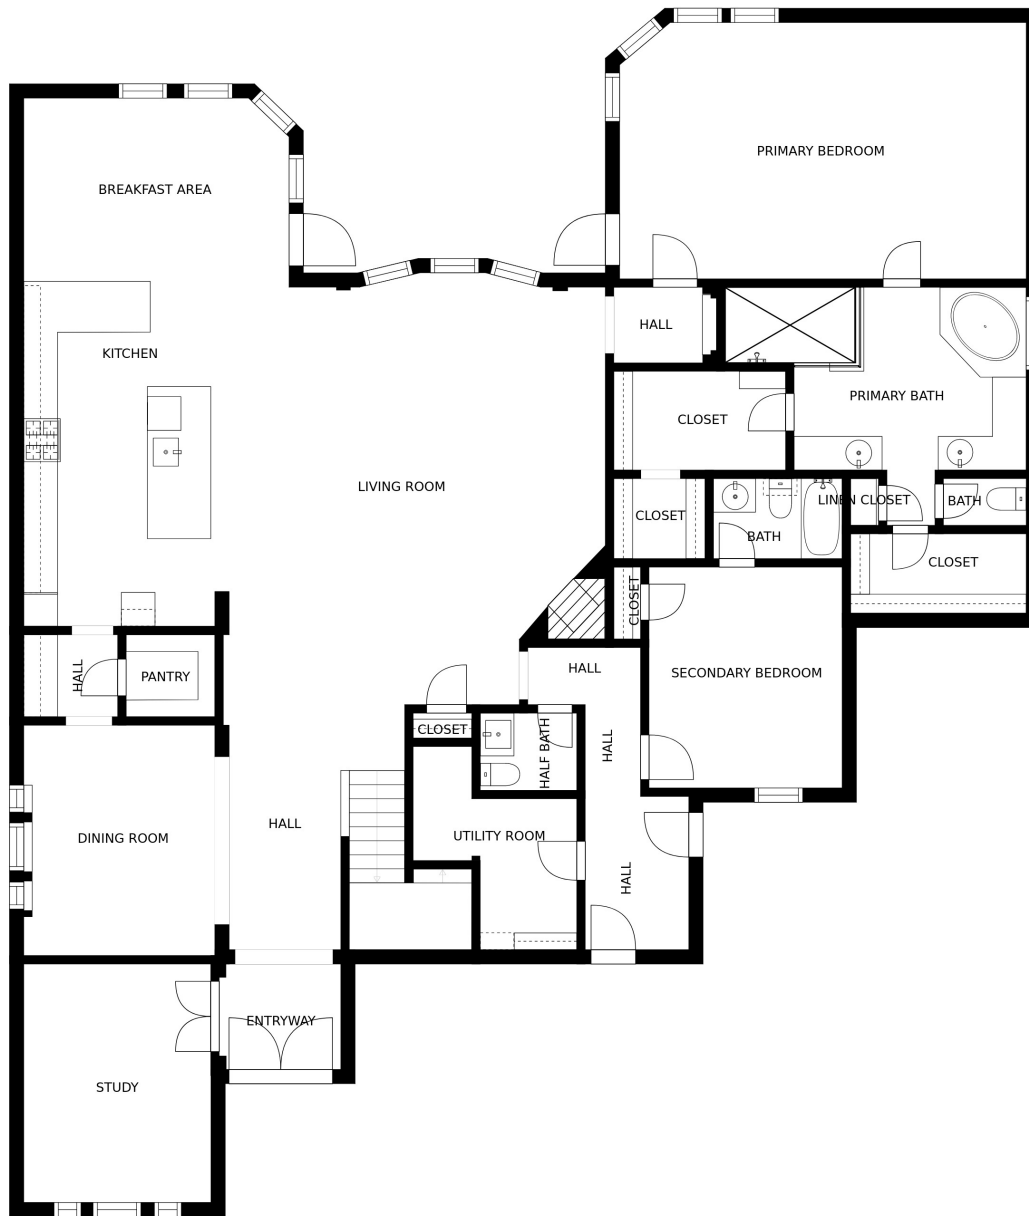 PRIMARY BEDROOM
BREAKFAST AREA
HALL
KITCHEN
PRIMARY BATH
CLOSET
LIVING ROOM
LINEN CLOSET
BATH
CLOSET
BATH
CLOSET
CLOSET
HALL
SECONDARY BEDROOM
HALL
PANTRY
CLOSET
HALF BATH
HALL
HALL
DINING ROOM
UTILITY ROOM
HALL
ENTRYWAY
STUDY